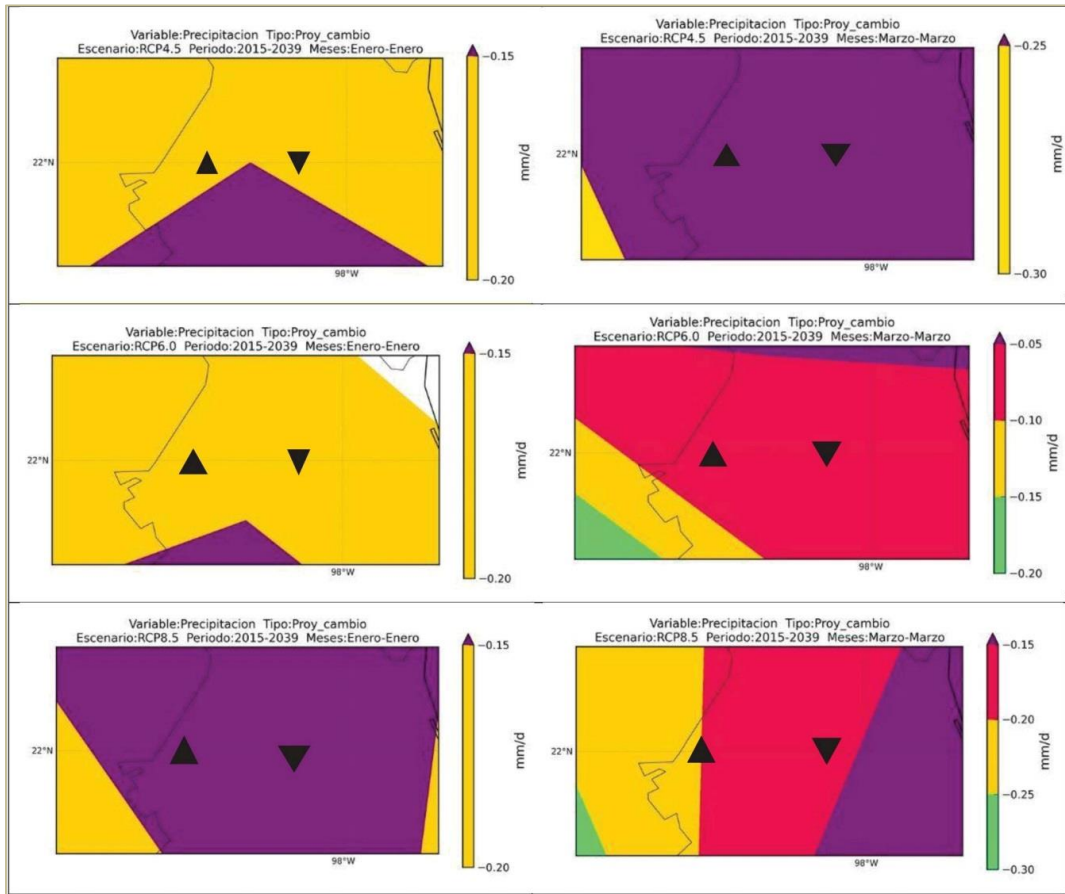 Variable:Precipitacion Tipo:Proy_cambio
Escenario:RCP4.5 Periodo:2015-2039 Meses:Enero-Enero
−0.15
22°N
mm/d
98°W
−0.20
Variable:Precipitacion Tipo:Proy_cambio
Escenario:RCP4.5 Periodo:2015-2039 Meses:Marzo-Marzo
−0.25
22°N
mm/d
98°W
−0.30
Variable:Precipitacion Tipo:Proy_cambio
Escenario:RCP6.0 Periodo:2015-2039 Meses:Enero-Enero
−0.15
22°N
mm/d
98°W
−0.20
Variable:Precipitacion Tipo:Proy_cambio
Escenario:RCP6.0 Periodo:2015-2039 Meses:Marzo-Marzo
−0.05
−0.10
22°N
mm/d
−0.15
98°W
−0.20
Variable:Precipitacion Tipo:Proy_cambio
Escenario:RCP8.5 Periodo:2015-2039 Meses:Enero-Enero
−0.15
22°N
mm/d
98°W
−0.20
Variable:Precipitacion Tipo:Proy_cambio
Escenario:RCP8.5 Periodo:2015-2039 Meses:Marzo-Marzo
−0.15
−0.20
22°N
mm/d
−0.25
98°W
−0.30